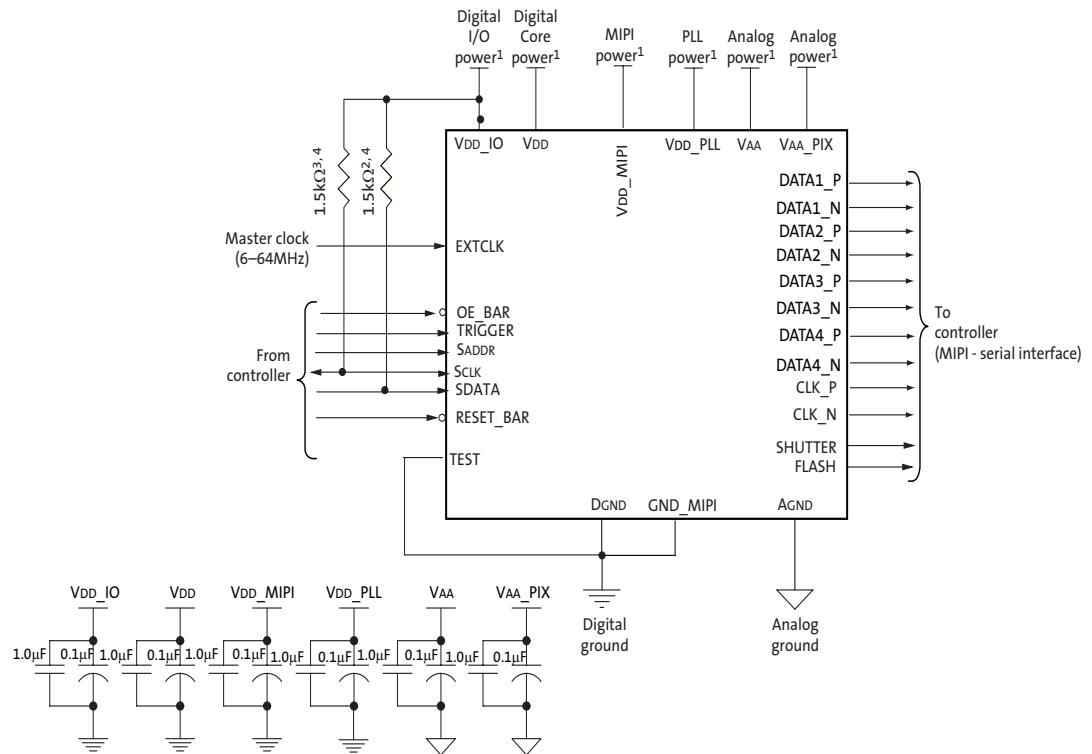 Digital
I/O
power1
Digital
Core
power1
MIPI
power1
PLL
power1
Analog
power1
Analog
power1
1.5kΩ3, 4
1.5kΩ2, 4
VDD_IO
VDD
VDD_MIPI
VDD_PLL
VAA
VAA_PIX
Master clock
(6–64MHz)
EXTCLK
From
controller
OE_BAR
TRIGGER
SADDR
SCLK
SDATA
RESET_BAR
TEST
DATA1_P
DATA1_N
DATA2_P
DATA2_N
DATA3_P
DATA3_N
DATA4_P
DATA4_N
CLK_P
CLK_N
SHUTTER
FLASH
To
controller
(MIPI - serial interface)
DGND
GND_MIPI
AGND
Digital
ground
Analog
ground
VDD_IO
VDD
VDD_MIPI
VDD_PLL
VAA
VAA_PIX
1.0μF
0.1μF
1.0μF
0.1μF
1.0μF
0.1μF
1.0μF
0.1μF
1.0μF
0.1μF
1.0μF
0.1μF